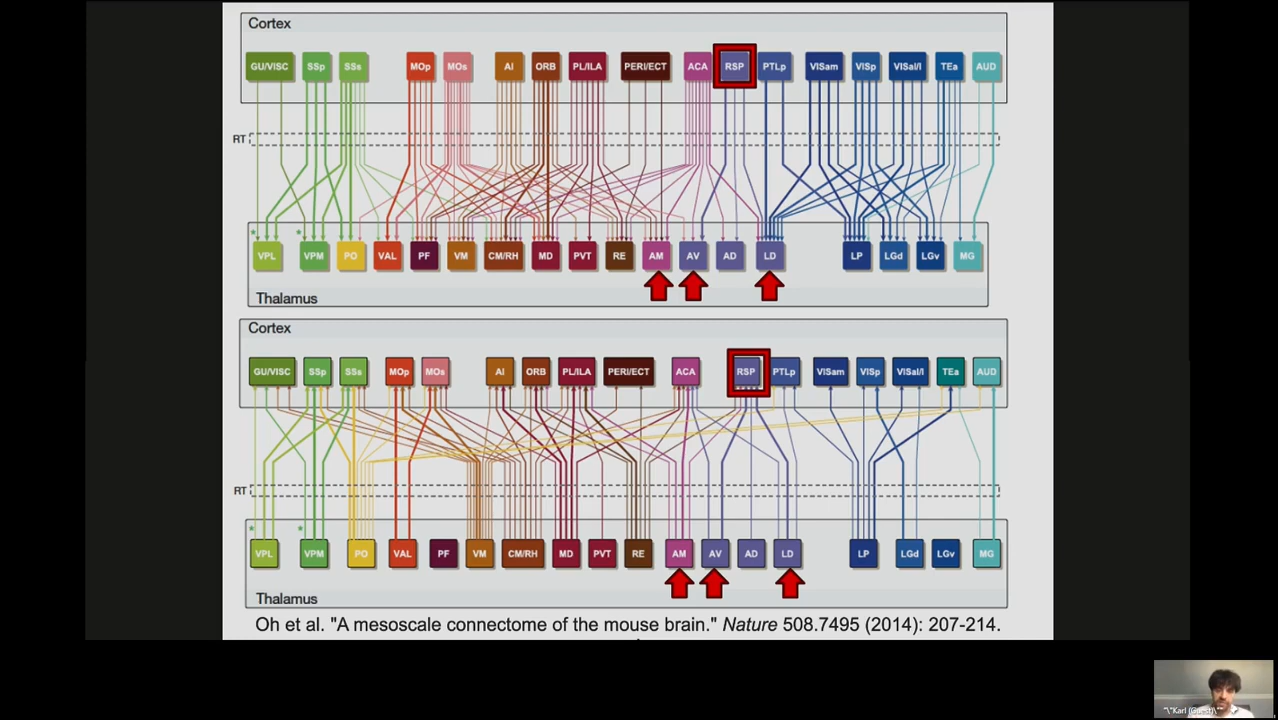 Cortex
GU/VISC SSp SSs MOp MOs AI ORB PL/ILA PERI/ECT ACA RSP PTLp VISam VISp VISal/l TEa AUD
RT
* *
VPL VPM PO VAL PF VM CM/RH MD PVT RE AM AV AD LD LP LGd LGv MG
Thalamus
Cortex
GU/VISC SSp SSs MOp MOs AI ORB PL/ILA PERI/ECT ACA RSP PTLp VISam VISp VISal/l TEa AUD
RT
* *
VPL VPM PO VAL PF VM CM/RH MD PVT RE AM AV AD LD LP LGd LGv MG
Thalamus
Oh et al. "A mesoscale connectome of the mouse brain." Nature 508.7495 (2014): 207-214.
"\"Karl (Guest)\"